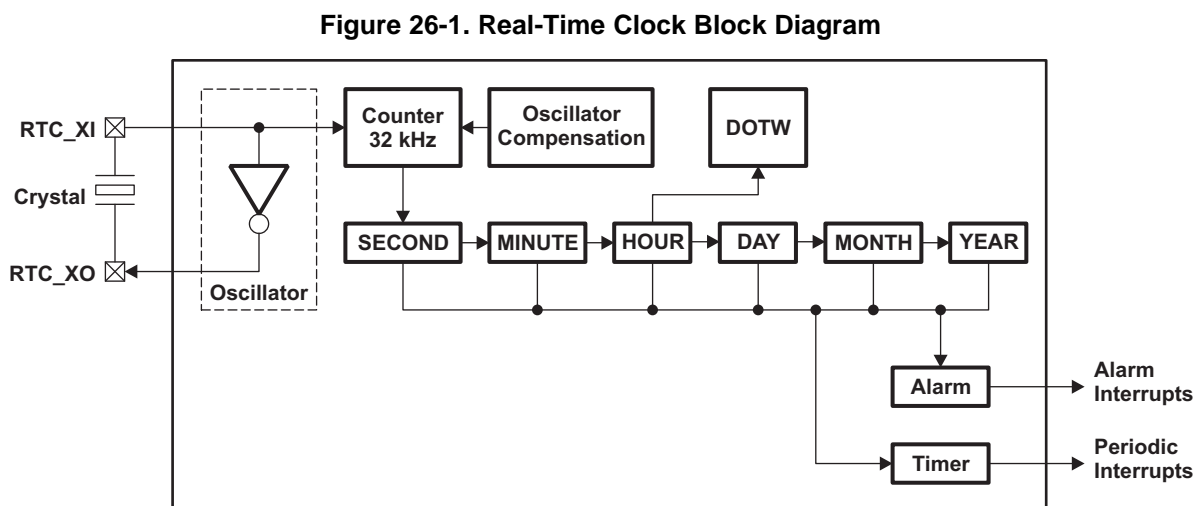 Figure 26-1. Real-Time Clock Block Diagram
RTC_XI
Counter
32 kHz
Oscillator
Compensation
DOTW
Crystal
SECOND
MINUTE
HOUR
DAY
MONTH
YEAR
RTC_XO
Oscillator
Alarm
Alarm
Interrupts
Timer
Periodic
Interrupts